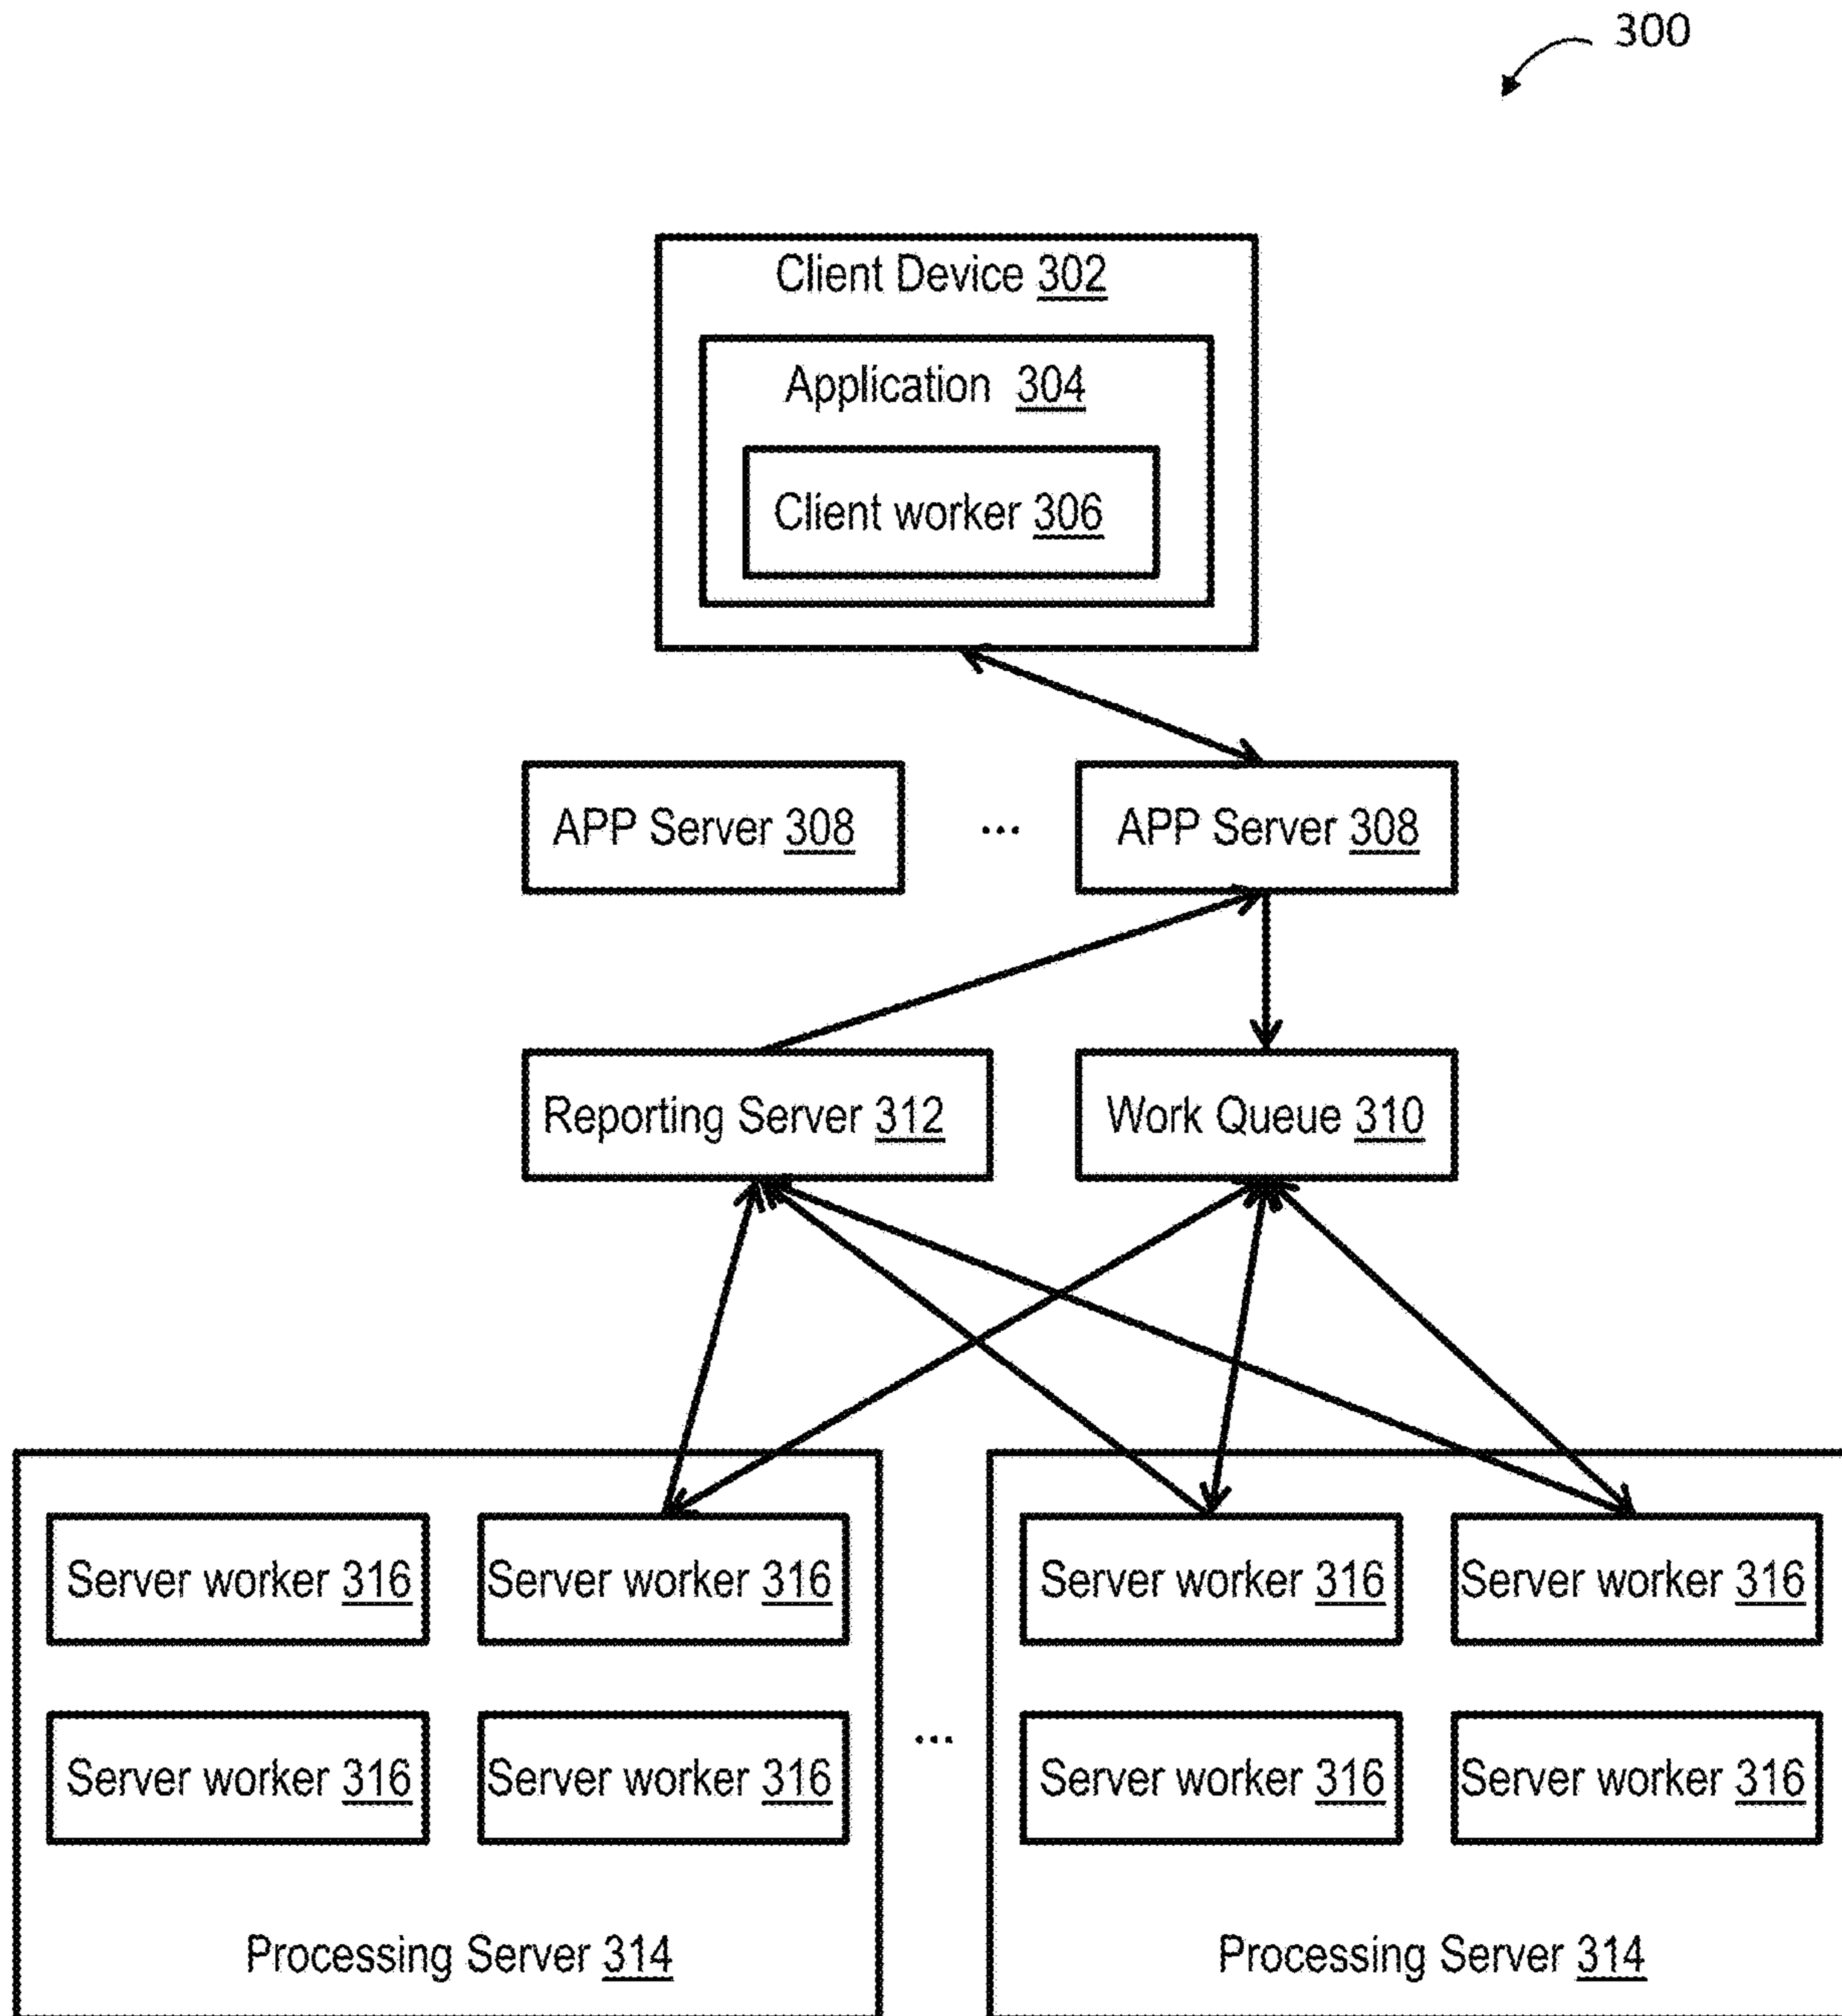 300
Client Device 302
Application 304
Client worker 306
APP Server 308 ... APP Server 308
Reporting Server 312 Work Queue 310
Server worker 316 Server worker 316 Server worker 316 Server worker 316
Server worker 316 Server worker 316 ... Server worker 316 Server worker 316
Processing Server 314 Processing Server 314